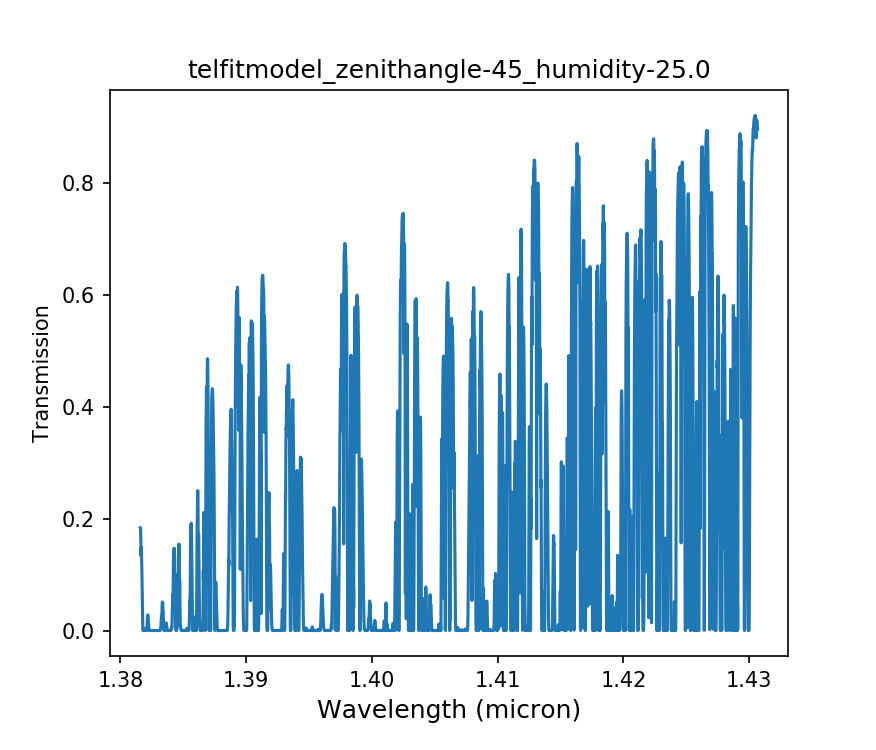 telfitmodel_zenithangle-45_humidity-25.0
Transmission
0.8
0.6
0.4
0.2
0.0
1.38 1.39 1.40 1.41 1.42 1.43
Wavelength (micron)